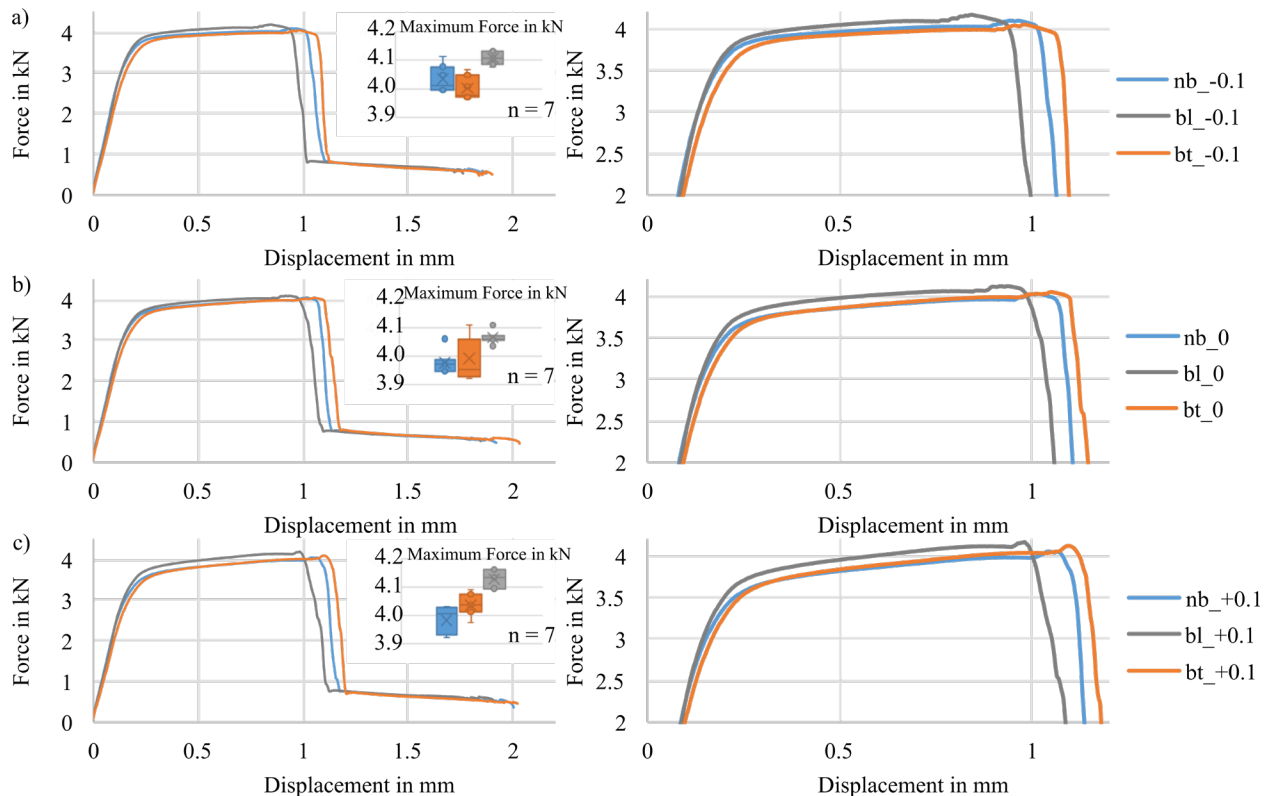 a)
Force in kN
4
3
2
1
0
0
0.5
1
1.5
2
Displacement in mm
4.2
Maximum Force in kN
4.1
4.0
3.9
n = 7
Force in kN
4
3.5
3
2.5
2
0
0.5
1
Displacement in mm
nb_-0.1
bl_-0.1
bt_-0.1
b)
Force in kN
4
3
2
1
0
0
0.5
1
1.5
2
Displacement in mm
4.2
Maximum Force in kN
4.1
4.0
3.9
n = 7
Force in kN
4
3.5
3
2.5
2
0
0.5
1
Displacement in mm
nb_0
bl_0
bt_0
c)
Force in kN
4
3
2
1
0
0
0.5
1
1.5
2
Displacement in mm
4.2
Maximum Force in kN
4.1
4.0
3.9
n = 7
Force in kN
4
3.5
3
2.5
2
0
0.5
1
Displacement in mm
nb_+0.1
bl_+0.1
bt_+0.1